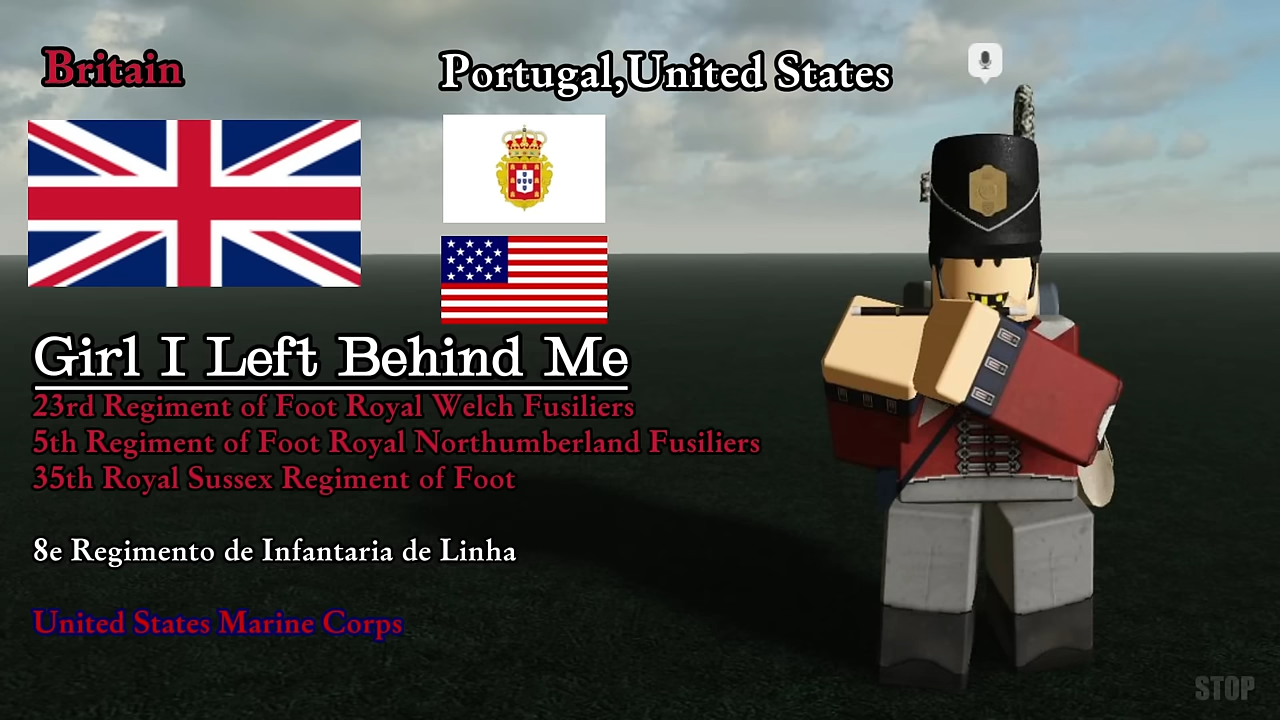 Britain
Portugal,United States
Girl I Left Behind Me
23rd Regiment of Foot Royal Welch Fusiliers
5th Regiment of Foot Royal Northumberland Fusiliers
35th Royal Sussex Regiment of Foot
8e Regimento de Infantaria de Linha
United States Marine Corps
STOP